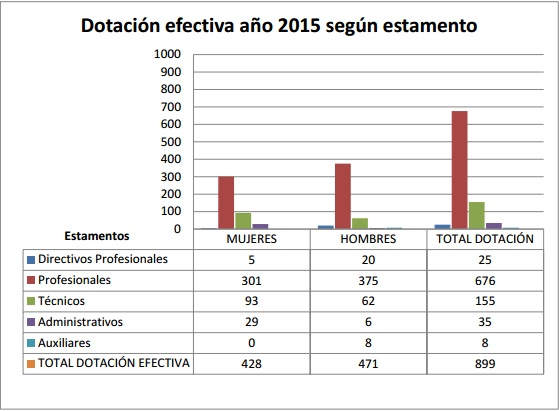 Dotación efectiva año 2015 según estamento
1000
900
800
700
600
500
400
300
200
100
0
Estamentos MUJERES HOMBRES TOTAL DOTACIÓN
Directivos Profesionales 5 20 25
Profesionales 301 375 676
Técnicos 93 62 155
Administrativos 29 6 35
Auxiliares 0 8 8
TOTAL DOTACIÓN EFECTIVA 428 471 899